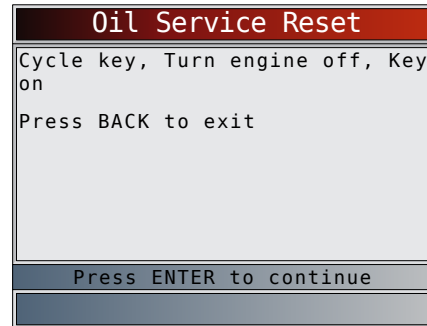 Oil Service Reset
Cycle key, Turn engine off, Key
on
Press BACK to exit
Press ENTER to continue